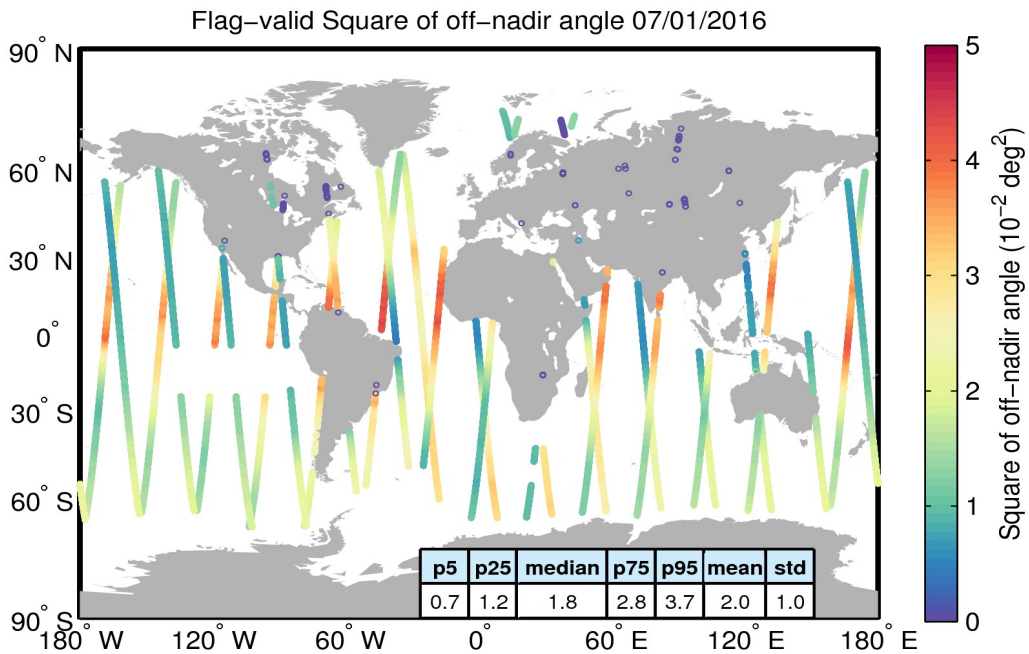 Flag−valid Square of off−nadir angle 07/01/2016
90° N
60° N
30° N
0°
30° S
60° S
90° S
180° W
120° W
60° W
0°
60° E
120° E
180° E
p5 p25 median p75 p95 mean std
0.7 1.2 1.8 2.8 3.7 2.0 1.0
5
4
3
2
1
0
Square of off−nadir angle (10⁻² deg²)